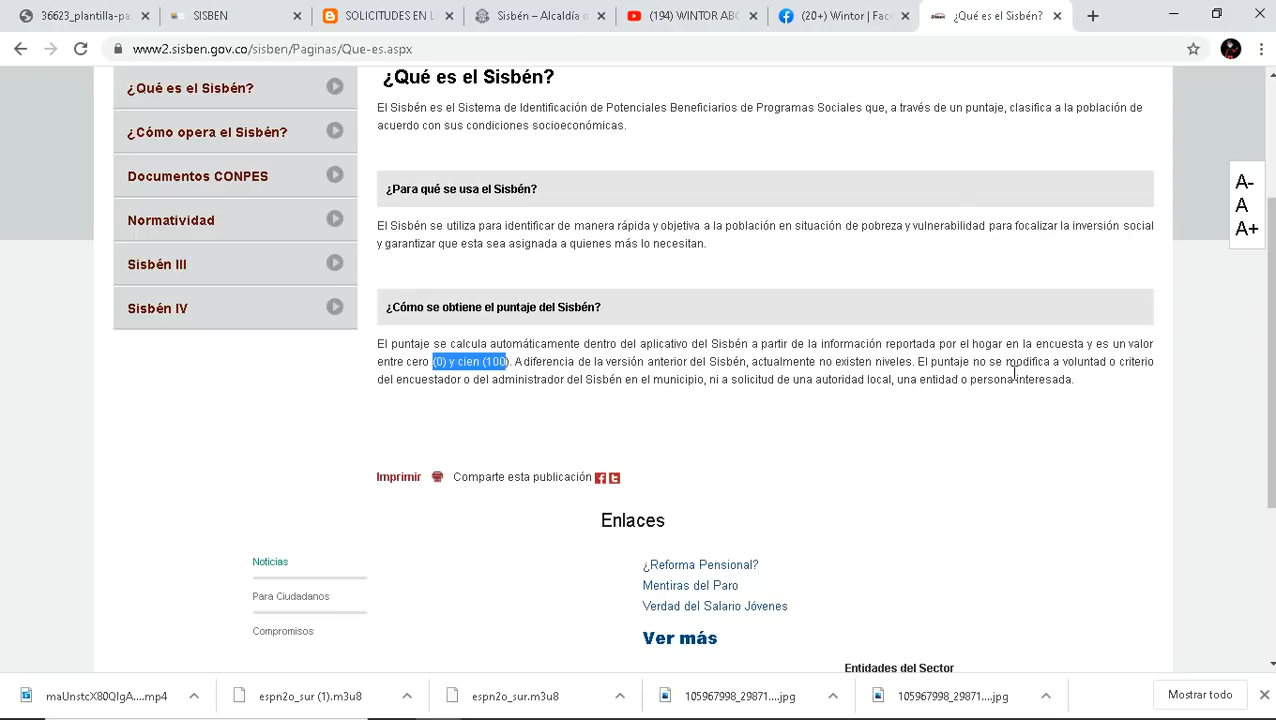 36623_plantilla-pa
SISBEN
SOLICITUDES EN L
Sisbén – Alcaldía d
(194) WINTOR ABC
(20+) Wintor | Fac
¿Qué es el Sisbén?
www2.sisben.gov.co/sisben/Paginas/Que-es.aspx
¿Qué es el Sisbén?
¿Cómo opera el Sisbén?
Documentos CONPES
Normatividad
Sisbén III
Sisbén IV
¿Qué es el Sisbén?
El Sisbén es el Sistema de Identificación de Potenciales Beneficiarios de Programas Sociales que, a través de un puntaje, clasifica a la población de
acuerdo con sus condiciones socioeconómicas.
¿Para qué se usa el Sisbén?
El Sisbén se utiliza para identificar de manera rápida y objetiva a la población en situación de pobreza y vulnerabilidad para focalizar la inversión social
y garantizar que esta sea asignada a quienes más lo necesitan.
¿Cómo se obtiene el puntaje del Sisbén?
El puntaje se calcula automáticamente dentro del aplicativo del Sisbén a partir de la información reportada por el hogar en la encuesta y es un valor
entre cero (0) y cien (100). A diferencia de la versión anterior del Sisbén, actualmente no existen niveles. El puntaje no se modifica a voluntad o criterio
del encuestador o del administrador del Sisbén en el municipio, ni a solicitud de una autoridad local, una entidad o persona interesada.
A-
A
A+
Imprimir
Comparte esta publicación
Enlaces
Noticias
Para Ciudadanos
Compromisos
¿Reforma Pensional?
Mentiras del Paro
Verdad del Salario Jóvenes
Ver más
Entidades del Sector
maUnstcX80QIgA....mp4
espn2o_sur (1).m3u8
espn2o_sur.m3u8
105967998_29871....jpg
105967998_29871....jpg
Mostrar todo